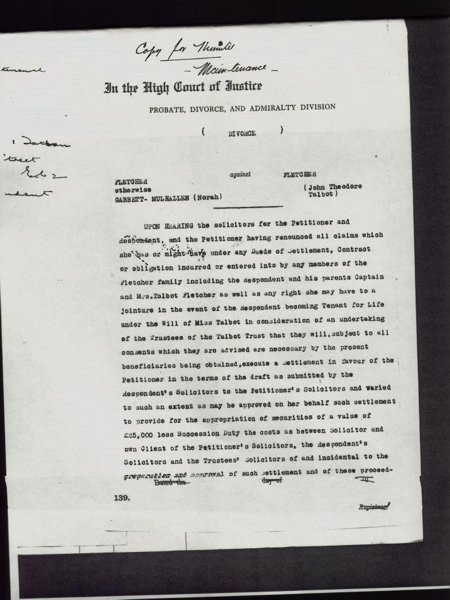 Copy for
- Maintenance -
In the High Court of Justice
PROBATE, DIVORCE, AND ADMIRALTY DIVISION
( DIVORCE )
FLETCHER against FLETCHER
otherwise (John Theodore
GABBETT- MULHALLEN (Norah) Talbot)
UPON HEARING the solicitors for the Petitioner and
Respondent, and the Petitioner having renounced all claims which
she has or might have under any Deeds of Settlement, Contract
or obligation incurred or entered into by any members of the
Fletcher family including the Respondent and his parents Captain
and Mrs.Talbot Fletcher as well as any right she may have to a
jointure in the event of the Respondent becoming Tenant for Life
under the Will of Miss Talbot in consideration of an undertaking
of the Trustees of the Talbot Trust that they will,subject to all
consents which they are advised are necessary by the present
beneficiaries being obtained,execute a Settlement in favour of the
Petitioner in the terms of the draft as submitted by the
Respondent's Solicitors to the Petitioner's Solicitors and varied
to such an extent as may be approved on her behalf such settlement
to provide for the appropriation of securities of a value of
£25,000 less Succession Duty the costs as between Solicitor and
own Client of the Petitioner's Solicitors, the Respondent's
Solicitors and the Trustees' Solicitors of and incidental to the
preparation and approval of such Settlement and of these proceed-
Dated the day of
139.
Registrar